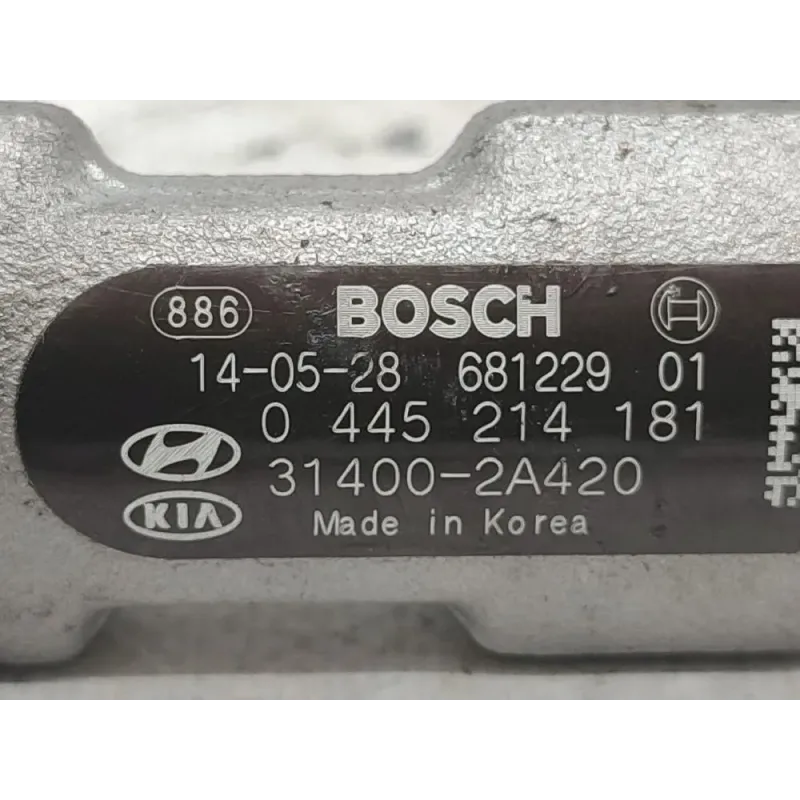 886 BOSCH
14-05-28 681229 01
0 445 214 181
31400-2A420
KIA
Made in Korea